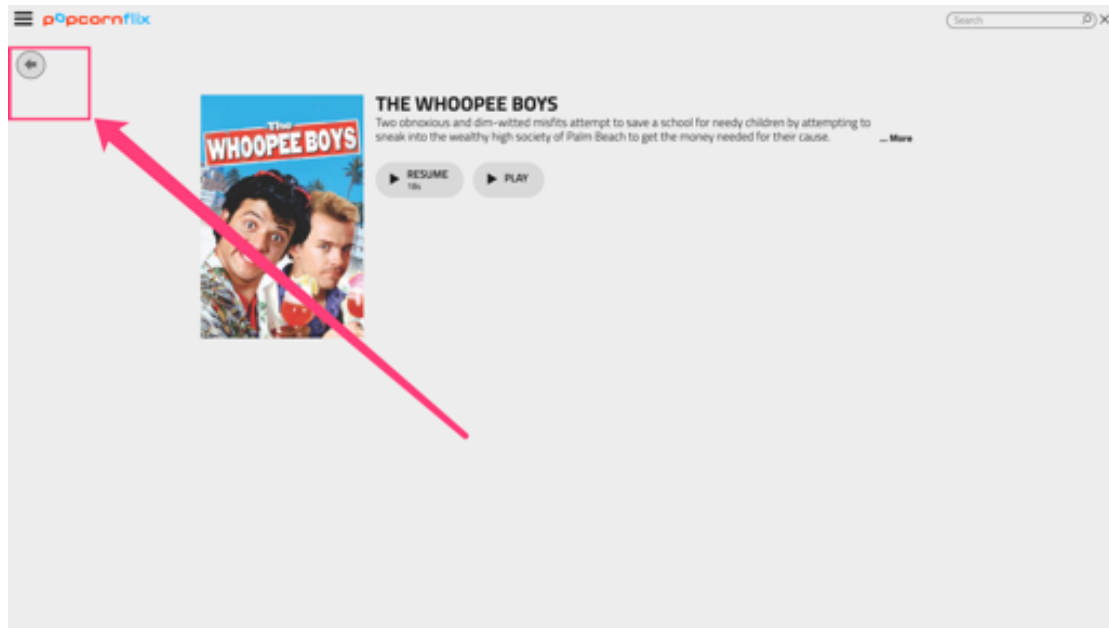 popcornflix
Search
THE WHOOPEE BOYS
Two obnoxious and dim-witted misfits attempt to save a school for needy children by attempting to
sneak into the wealthy high society of Palm Beach to get the money needed for their cause. ... More
RESUME
18s
PLAY
The
WHOOPEE BOYS